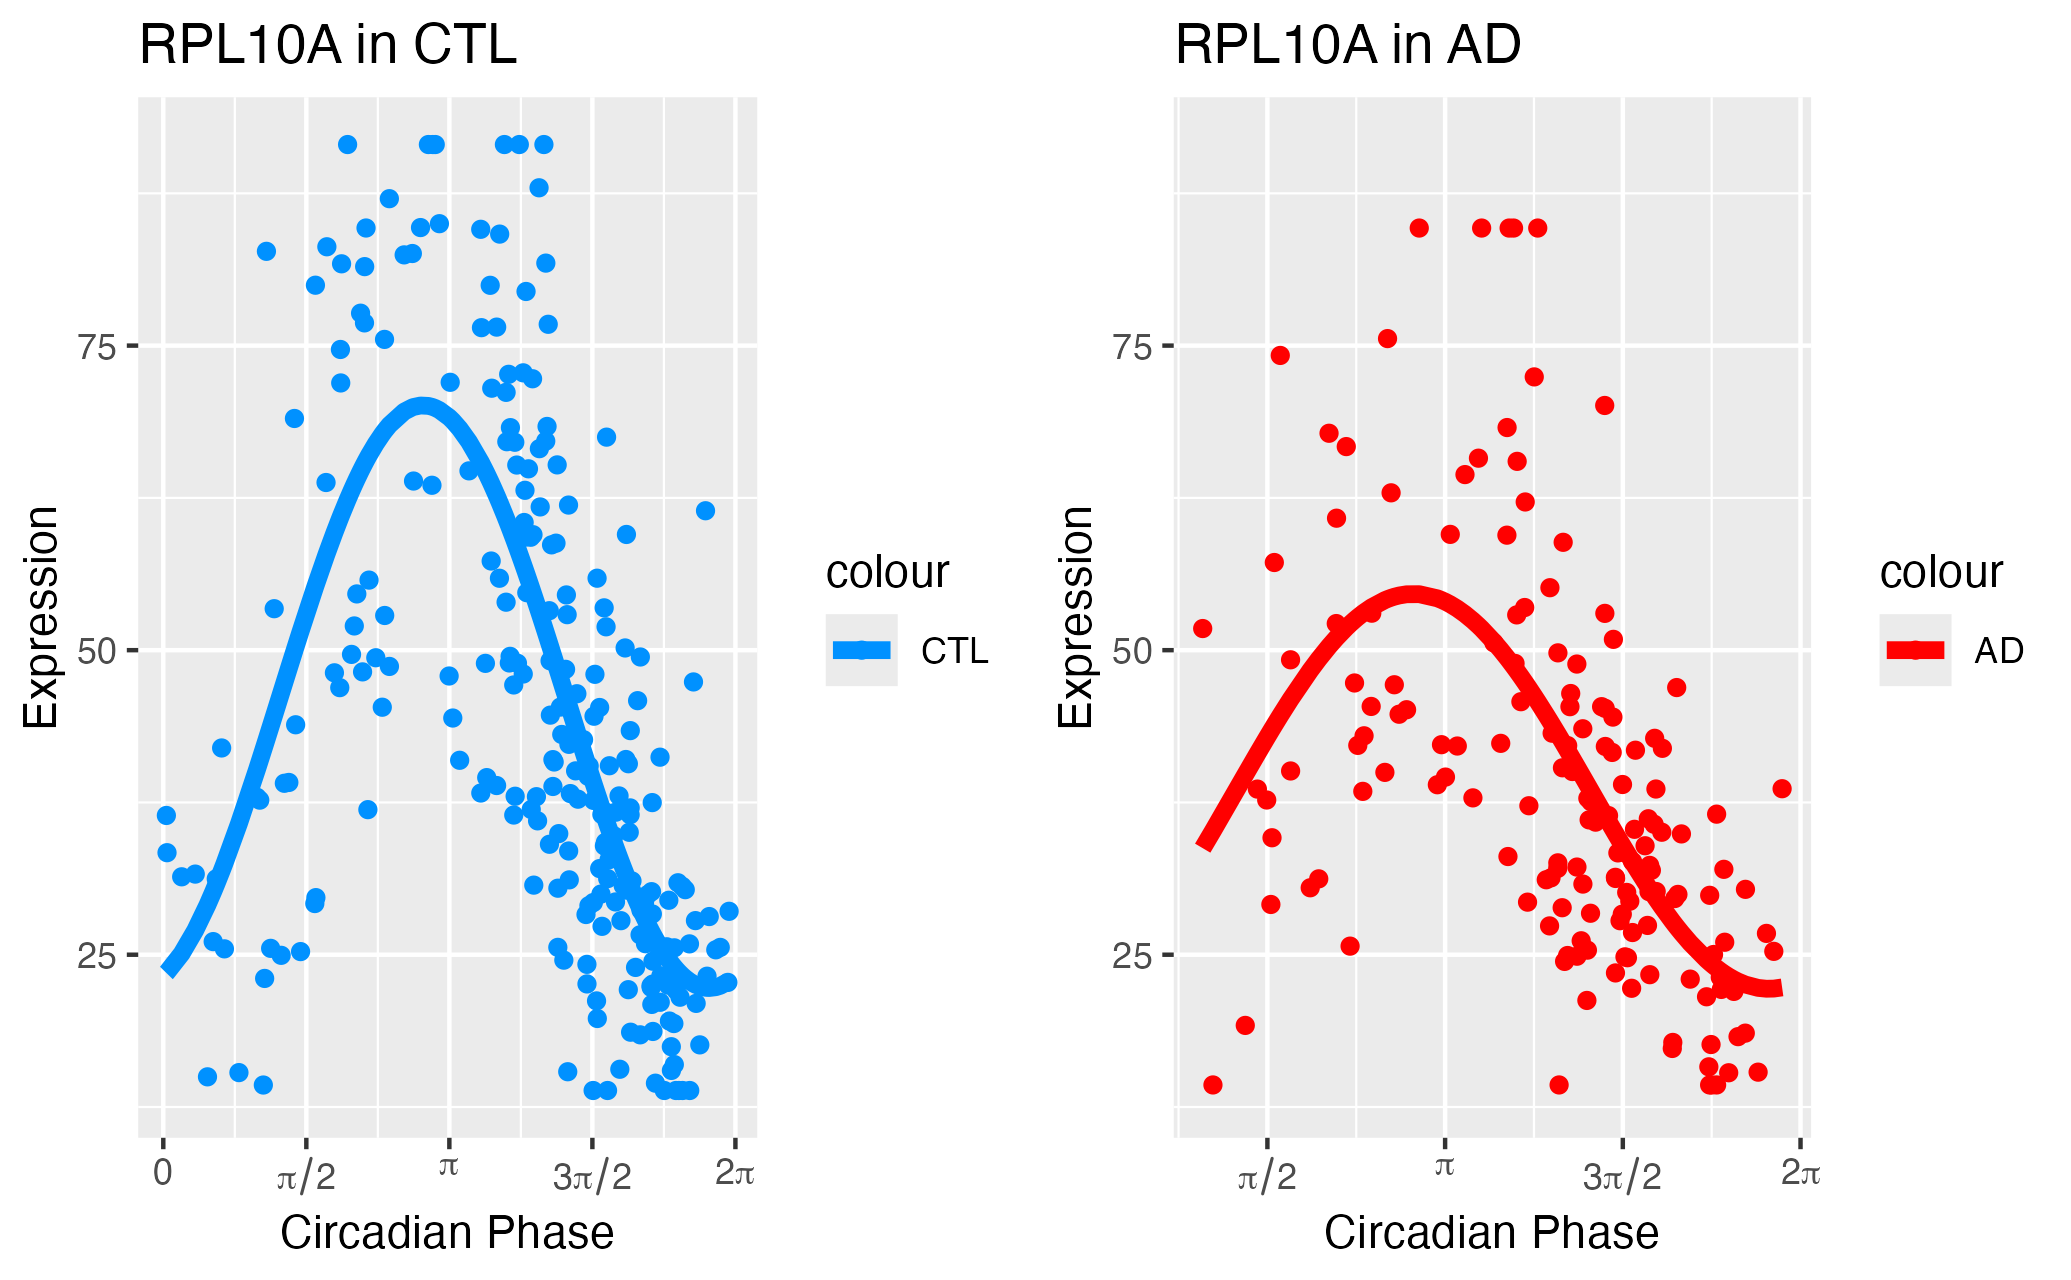 RPL10A in CTL
75
50
25
Expression
0
π/2
π
3π/2
2π
Circadian Phase
colour
CTL
RPL10A in AD
75
50
25
Expression
π/2
π
3π/2
2π
Circadian Phase
colour
AD